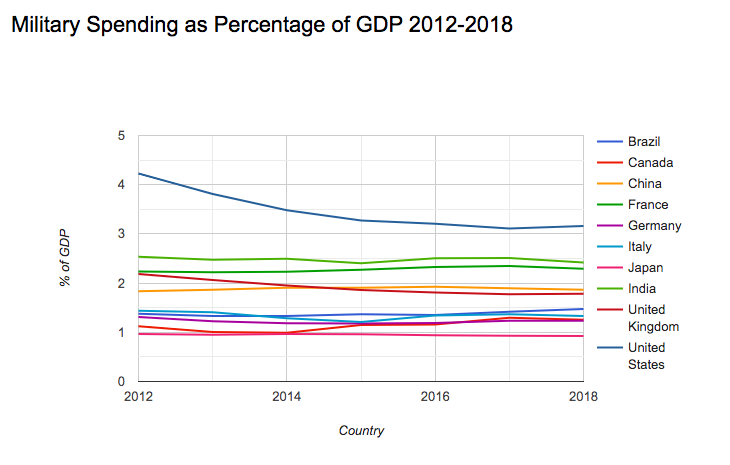 Military Spending as Percentage of GDP 2012-2018
5
4
3
2
1
0
% of GDP
2012 2014 2016 2018
Country
Brazil
Canada
China
France
Germany
Italy
Japan
India
United
Kingdom
United
States